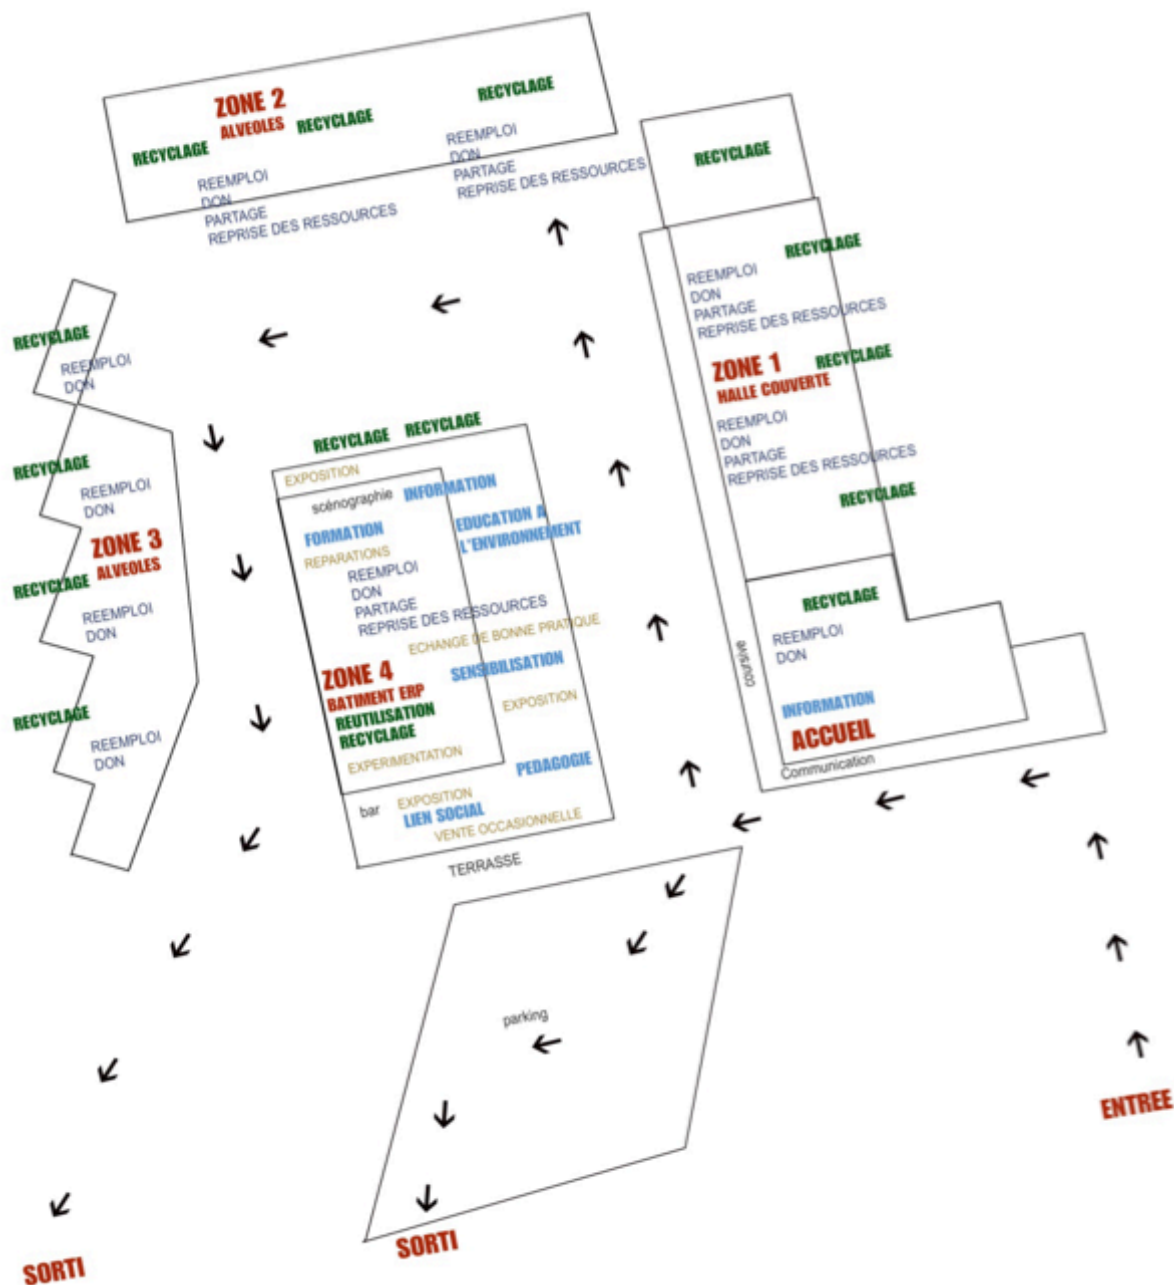 RECYCLAGE
ZONE 2
ALVEOLES
RECYCLAGE
RECYCLAGE
REEMPLOI
DON
PARTAGE
REPRISE DES RESSOURCES
REEMPLOI
DON
PARTAGE
REPRISE DES RESSOURCES
RECYCLAGE
RECYCLAGE
REEMPLOI
DON
PARTAGE
REPRISE DES RESSOURCES
ZONE 1
HALLE COUVERTE
RECYCLAGE
REEMPLOI
DON
PARTAGE
REPRISE DES RESSOURCES
RECYCLAGE
RECYCLAGE
REEMPLOI
DON
INFORMATION
ACCUEIL
Communication
coursive
RECYCLAGE
REEMPLOI
DON
RECYCLAGE
REEMPLOI
DON
ZONE 3
ALVEOLES
RECYCLAGE
REEMPLOI
DON
RECYCLAGE
REEMPLOI
DON
RECYCLAGE
RECYCLAGE
EXPOSITION
scénographie
INFORMATION
FORMATION
EDUCATION A
L'ENVIRONNEMENT
REPARATIONS
REEMPLOI
DON
PARTAGE
REPRISE DES RESSOURCES
ECHANGE DE BONNE PRATIQUE
ZONE 4
BATIMENT ERP
SENSIBILISATION
REUTILISATION
RECYCLAGE
EXPOSITION
EXPERIMENTATION
PEDAGOGIE
bar
EXPOSITION
LIEN SOCIAL
VENTE OCCASIONNELLE
TERRASSE
parking
ENTREE
SORTI
SORTI